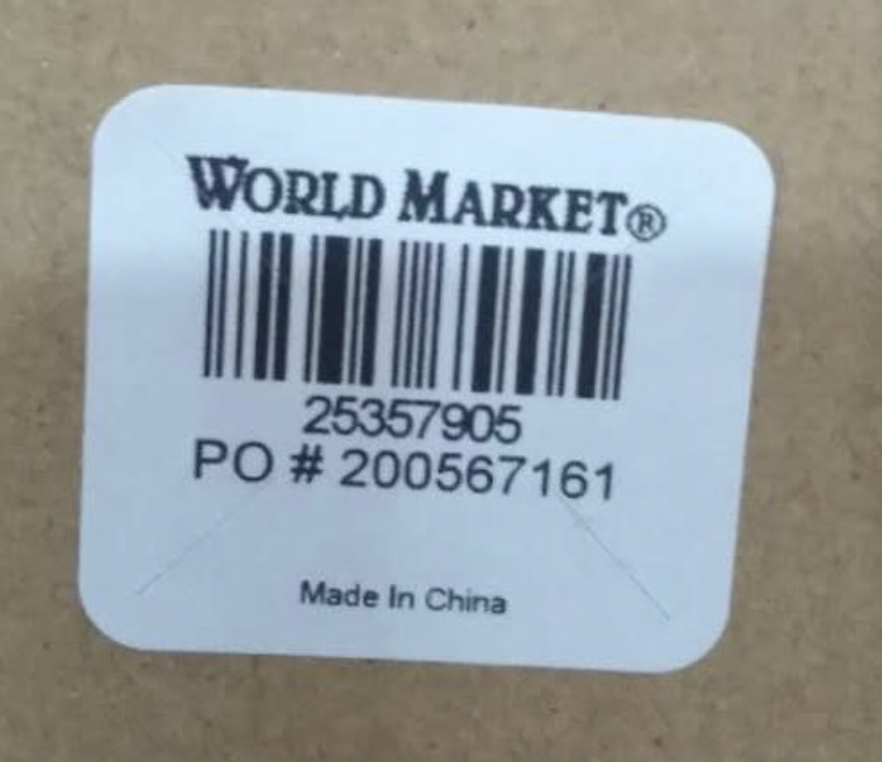 WORLD MARKET®
25357905
PO # 200567161
Made In China